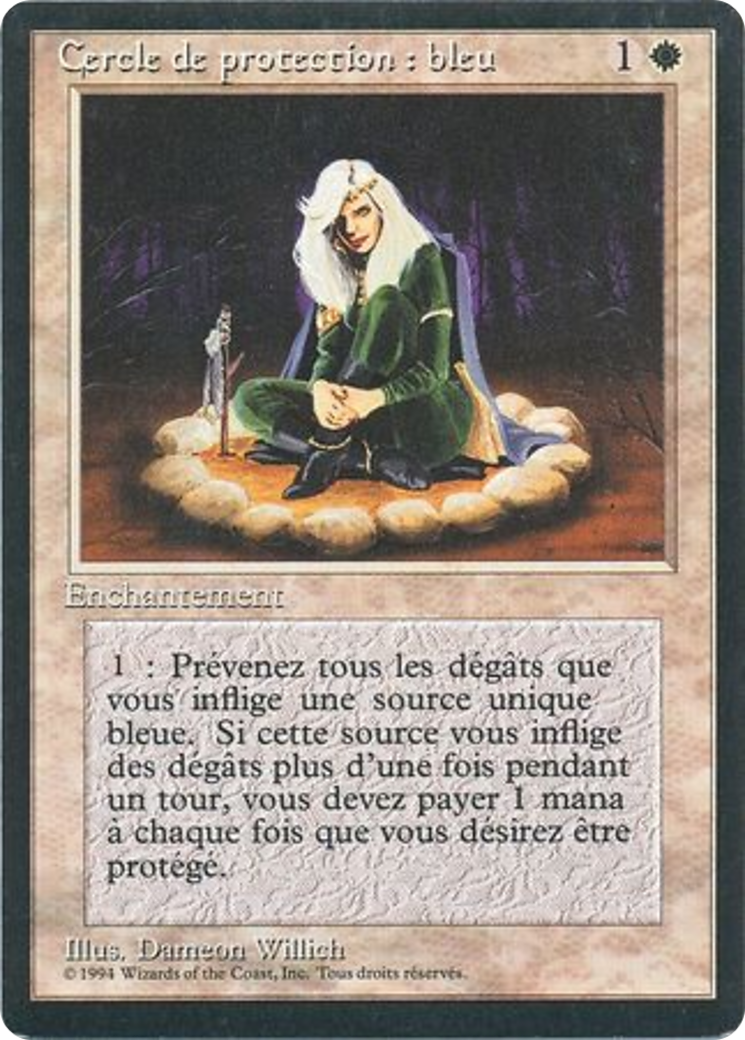 Cercle de protection : bleu 1
Enchantement
1 : Prévenez tous les dégâts que
vous inflige une source unique
bleue. Si cette source vous inflige
des dégâts plus d'une fois pendant
un tour, vous devez payer 1 mana
à chaque fois que vous désirez être
protégé.
Illus. Dameon Willich
© 1994 Wizards of the Coast, Inc. Tous droits réservés.